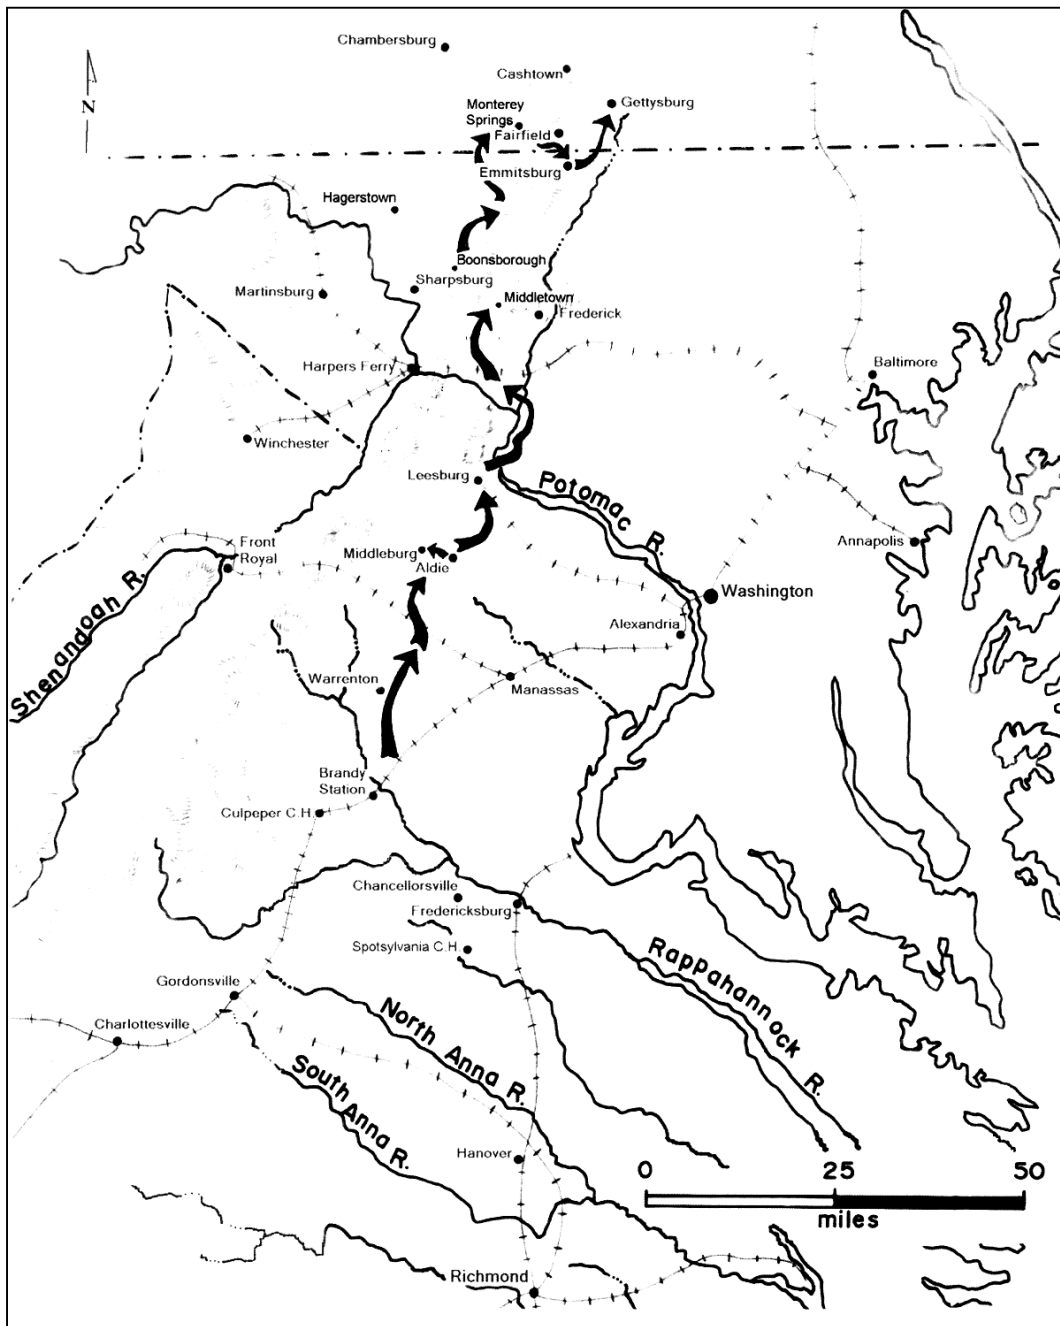 Chambersburg
Cashtown
N
Gettysburg
Monterey
Springs
Fairfield
Emmitsburg
Hagerstown
Boonsborough
Sharpsburg
Martinsburg
Middletown
Frederick
Harpers Ferry
Baltimore
Winchester
Leesburg
Potomac R.
Front
Royal
Middleburg
Aldie
Annapolis
Shenandoah R.
Washington
Alexandria
Warrenton
Manassas
Brandy
Station
Culpeper C.H.
Chancellorsville
Fredericksburg
Spotsylvania C.H.
Rappahannock R.
Gordonsville
Charlottesville
North Anna R.
South Anna R.
Hanover
0 25 50
miles
Richmond